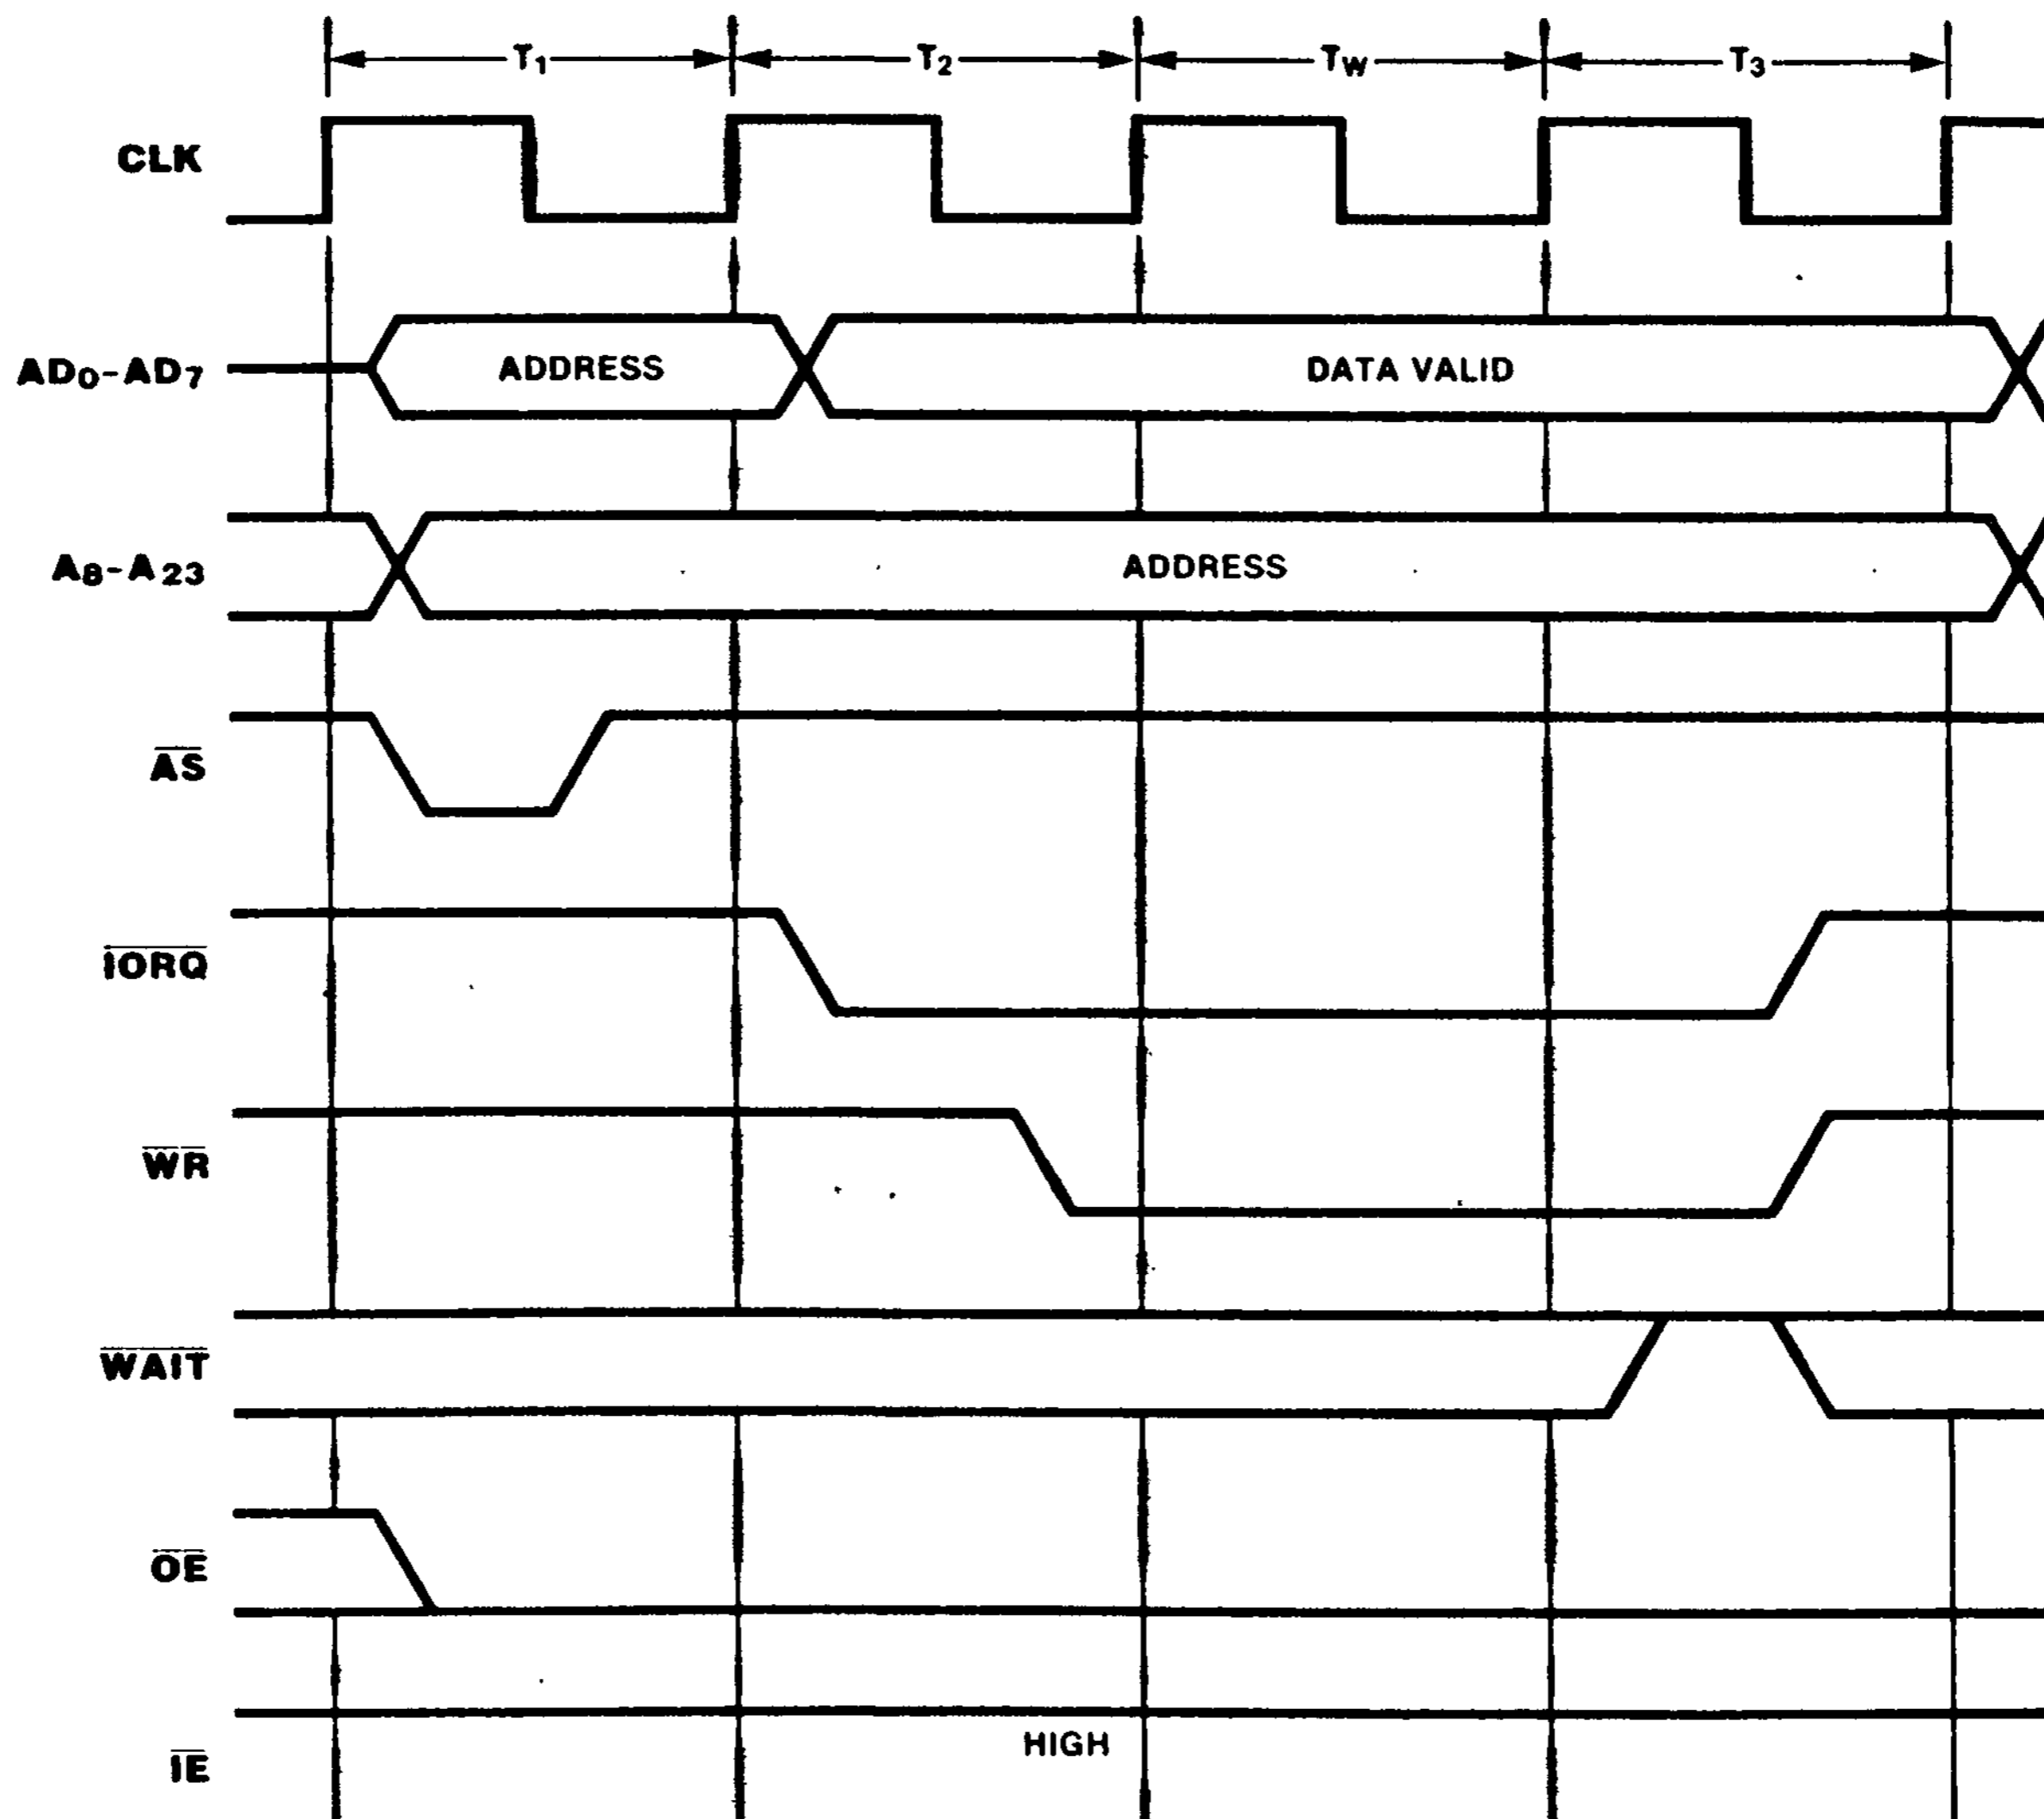 T1 T2 TW T3
CLK
AD0-AD7 ADDRESS DATA VALID
A8-A23 ADDRESS
AS
IORQ
WR
WAIT
OE
HIGH
IE